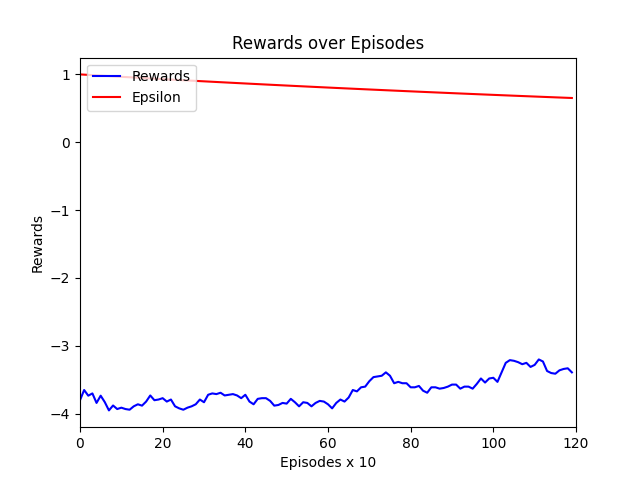 Rewards over Episodes
Rewards
Epsilon
1
0
−1
−2
−3
−4
Rewards
0 20 40 60 80 100 120
Episodes x 10